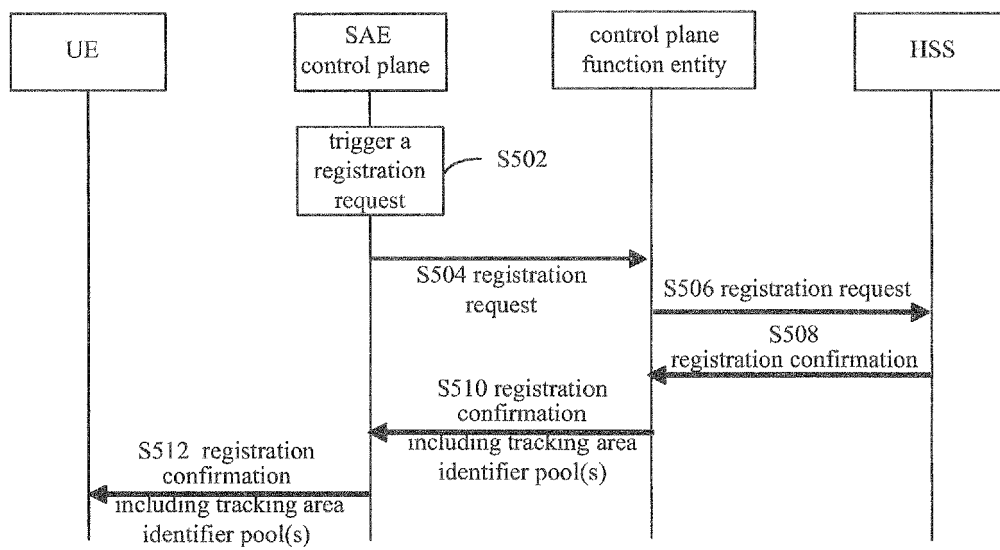 UE
SAE
control plane
control plane
function entity
HSS
trigger a
registration
request
S502
S504 registration
request
S506 registration request
S508
registration confirmation
S510 registration
confirmation
including tracking area
identifier pool(s)
S512 registration
confirmation
including tracking area
identifier pool(s)